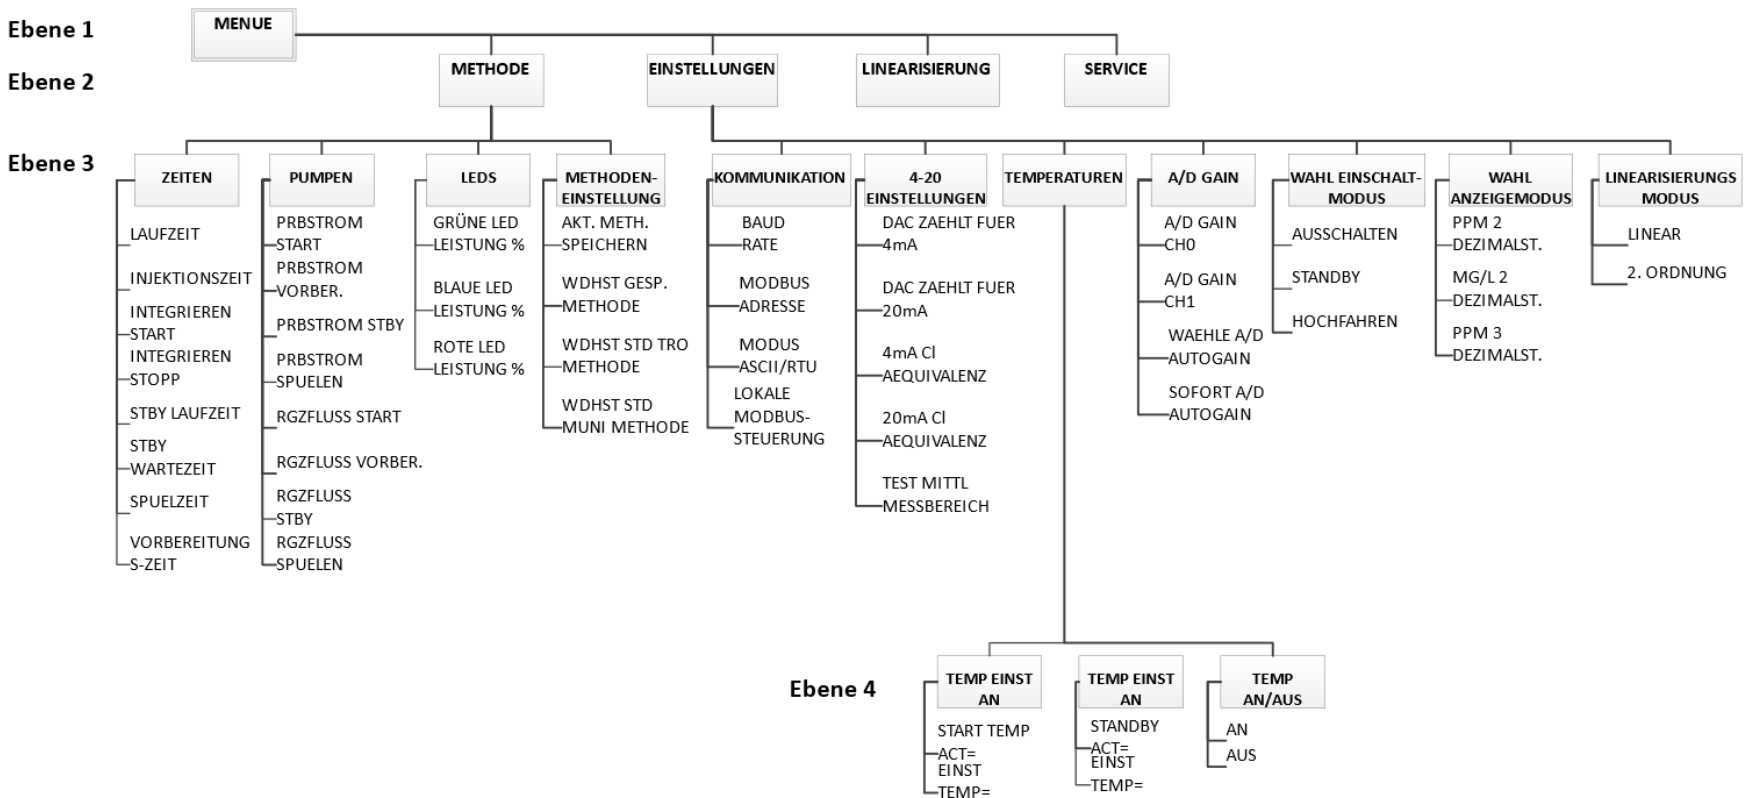 Ebene 1
MENUE
Ebene 2
METHODE
EINSTELLUNGEN
LINEARISIERUNG
SERVICE
Ebene 3
ZEITEN
LAUFZEIT
INJEKTIONSZEIT
INTEGRIEREN
START
INTEGRIEREN
STOPP
STBY LAUFZEIT
STBY
WARTEZEIT
SPUELZEIT
VORBEREITUNG
S-ZEIT
PUMPEN
PRBSTROM
START
PRBSTROM
VORBER.
PRBSTROM STBY
PRBSTROM
SPUELEN
RGZFLUSS START
RGZFLUSS VORBER.
RGZFLUSS
STBY
RGZFLUSS
SPUELEN
LEDS
GRÜNE LED
LEISTUNG %
BLAUE LED
LEISTUNG %
ROTE LED
LEISTUNG %
METHODEN-
EINSTELLUNG
AKT. METH.
SPEICHERN
WDHST GESP.
METHODE
WDHST STD TRO
METHODE
WDHST STD
MUNI METHODE
KOMMUNIKATION
BAUD
RATE
MODBUS
ADRESSE
MODUS
ASCII/RTU
LOKALE
MODBUS-
STEUERUNG
4-20
EINSTELLUNGEN
DAC ZAEHLT FUER
4mA
DAC ZAEHLT FUER
20mA
4mA Cl
AEQUIVALENZ
20mA Cl
AEQUIVALENZ
TEST MITTL
MESSBEREICH
TEMPERATUREN
A/D GAIN
A/D GAIN
CH0
A/D GAIN
CH1
WAEHLE A/D
AUTOGAIN
SOFORT A/D
AUTOGAIN
WAHL EINSCHALT-
MODUS
AUSSCHALTEN
STANDBY
HOCHFAHREN
WAHL
ANZEIGEMODUS
PPM 2
DEZIMALST.
MG/L 2
DEZIMALST.
PPM 3
DEZIMALST.
LINEARISIERUNGS
MODUS
LINEAR
2. ORDNUNG
Ebene 4
TEMP EINST
AN
START TEMP
ACT=
EINST
TEMP=
TEMP EINST
AN
STANDBY
ACT=
EINST
TEMP=
TEMP
AN/AUS
AN
AUS